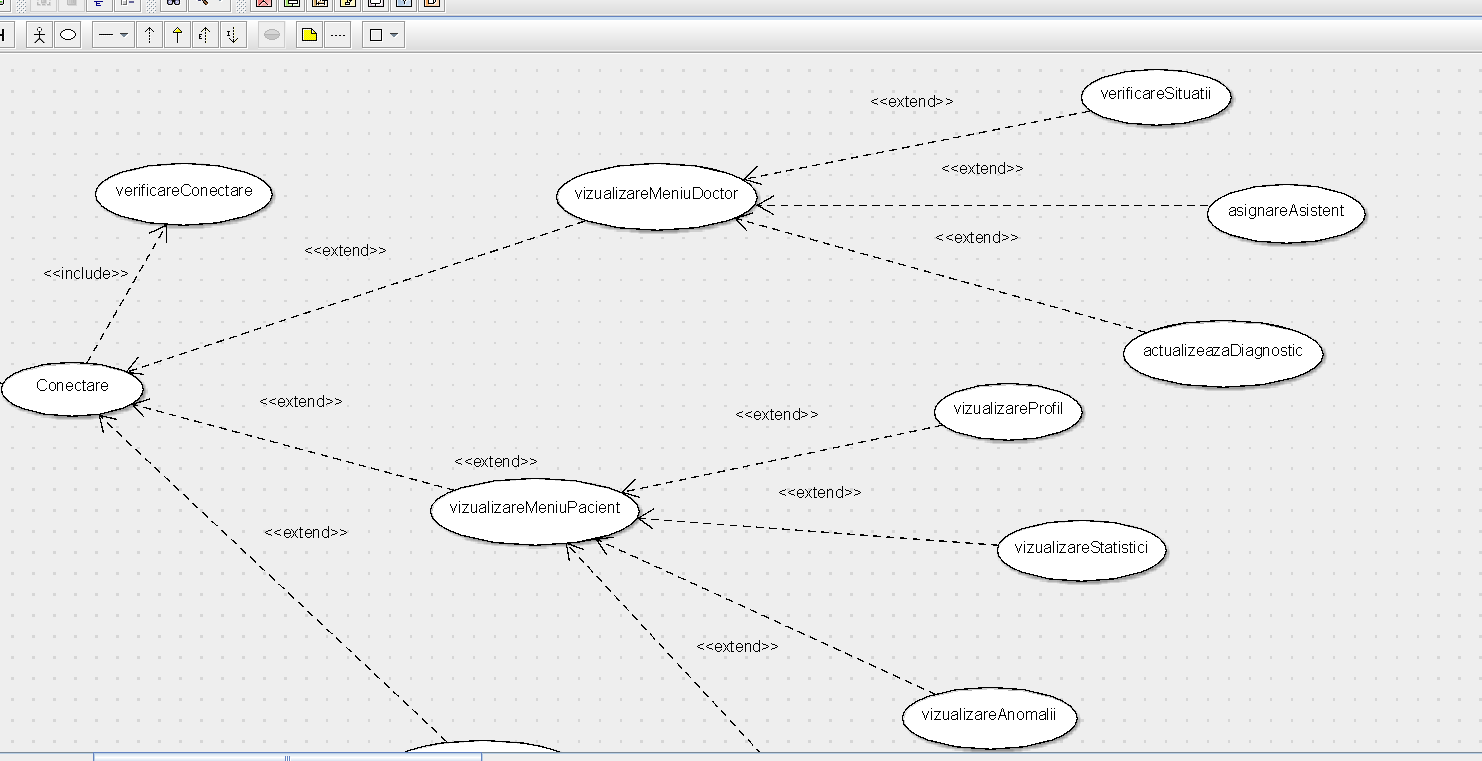 verificareSituatii
<<extend>>
<<extend>>
verificareConectare
vizualizareMeniuDoctor
asignareAsistent
<<extend>>
<<extend>>
<<include>>
actualizeazaDiagnostic
Conectare
<<extend>>
vizualizareProfil
<<extend>>
<<extend>>
<<extend>>
vizualizareMeniuPacient
<<extend>>
vizualizareStatistici
<<extend>>
vizualizareAnomalii